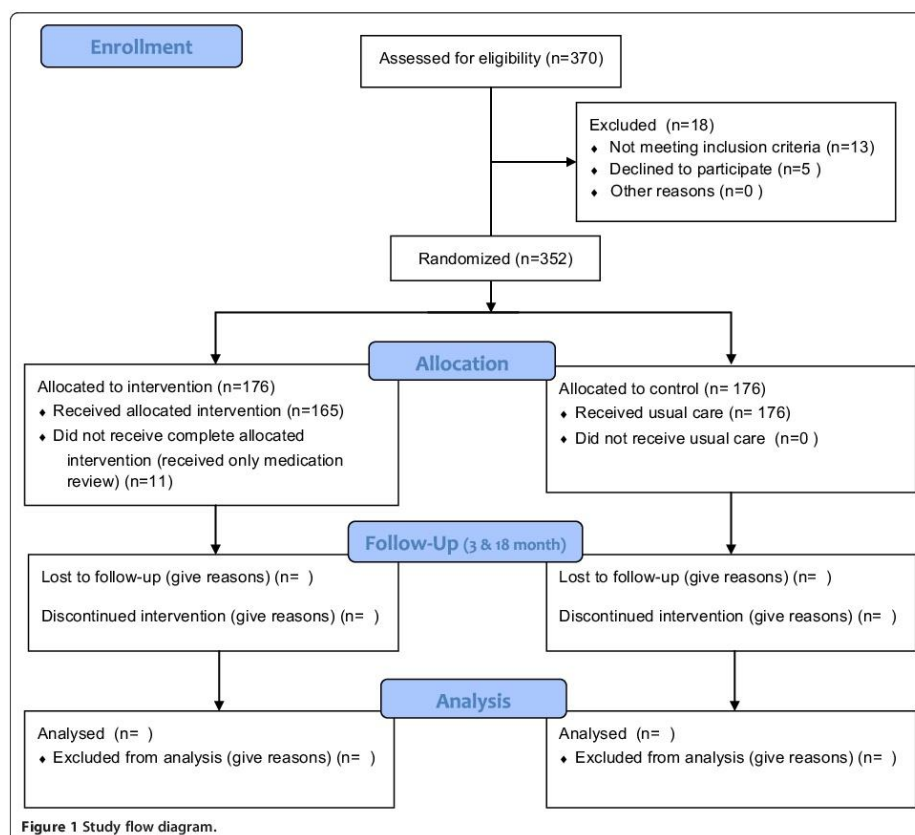 Enrollment
Assessed for eligibility (n=370)
Excluded (n=18)
♦ Not meeting inclusion criteria (n=13)
♦ Declined to participate (n=5 )
♦ Other reasons (n=0 )
Randomized (n=352)
Allocation
Allocated to intervention (n=176)
♦ Received allocated intervention (n=165)
♦ Did not receive complete allocated
intervention (received only medication
review) (n=11)
Allocated to control (n= 176)
♦ Received usual care (n= 176)
♦ Did not receive usual care (n=0 )
Follow-Up (3 & 18 month)
Lost to follow-up (give reasons) (n= )
Discontinued intervention (give reasons) (n= )
Lost to follow-up (give reasons) (n= )
Discontinued intervention (give reasons) (n= )
Analysis
Analysed (n= )
♦ Excluded from analysis (give reasons) (n= )
Analysed (n= )
♦ Excluded from analysis (give reasons) (n= )
Figure 1 Study flow diagram.